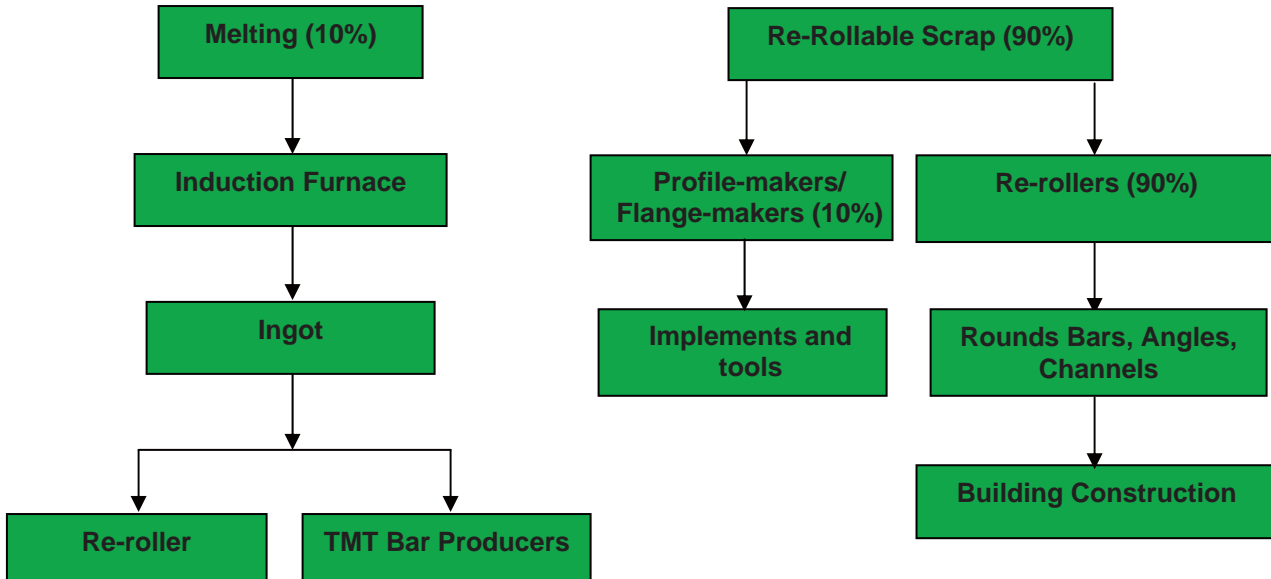 Melting (10%)
Re-Rollable Scrap (90%)
Induction Furnace
Profile-makers/
Flange-makers (10%)
Re-rollers (90%)
Ingot
Implements and
tools
Rounds Bars, Angles,
Channels
Building Construction
Re-roller
TMT Bar Producers